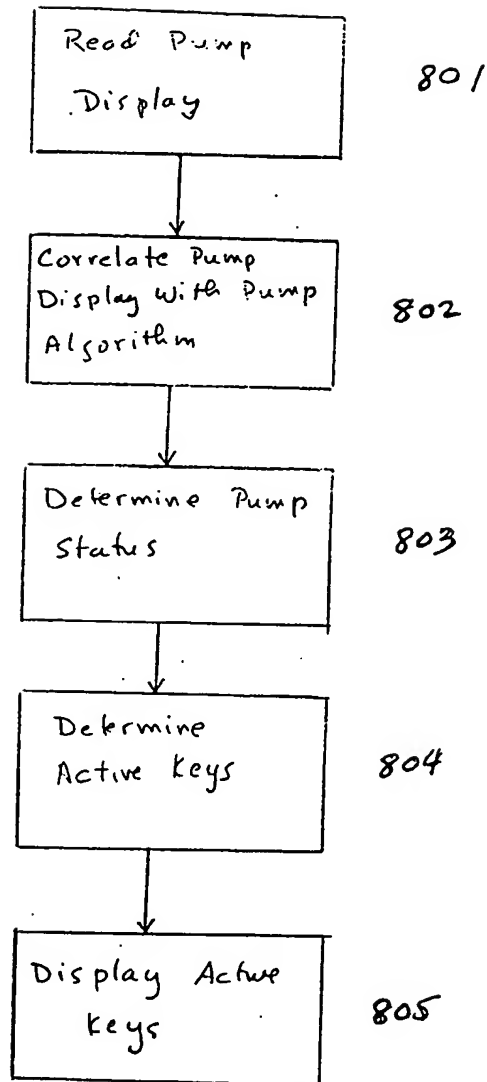 Read Pump
Display
801
Correlate Pump
Display with Pump
Algorithm
802
Determine Pump
Status
803
Determine
Active Keys
804
Display Active
Keys
805